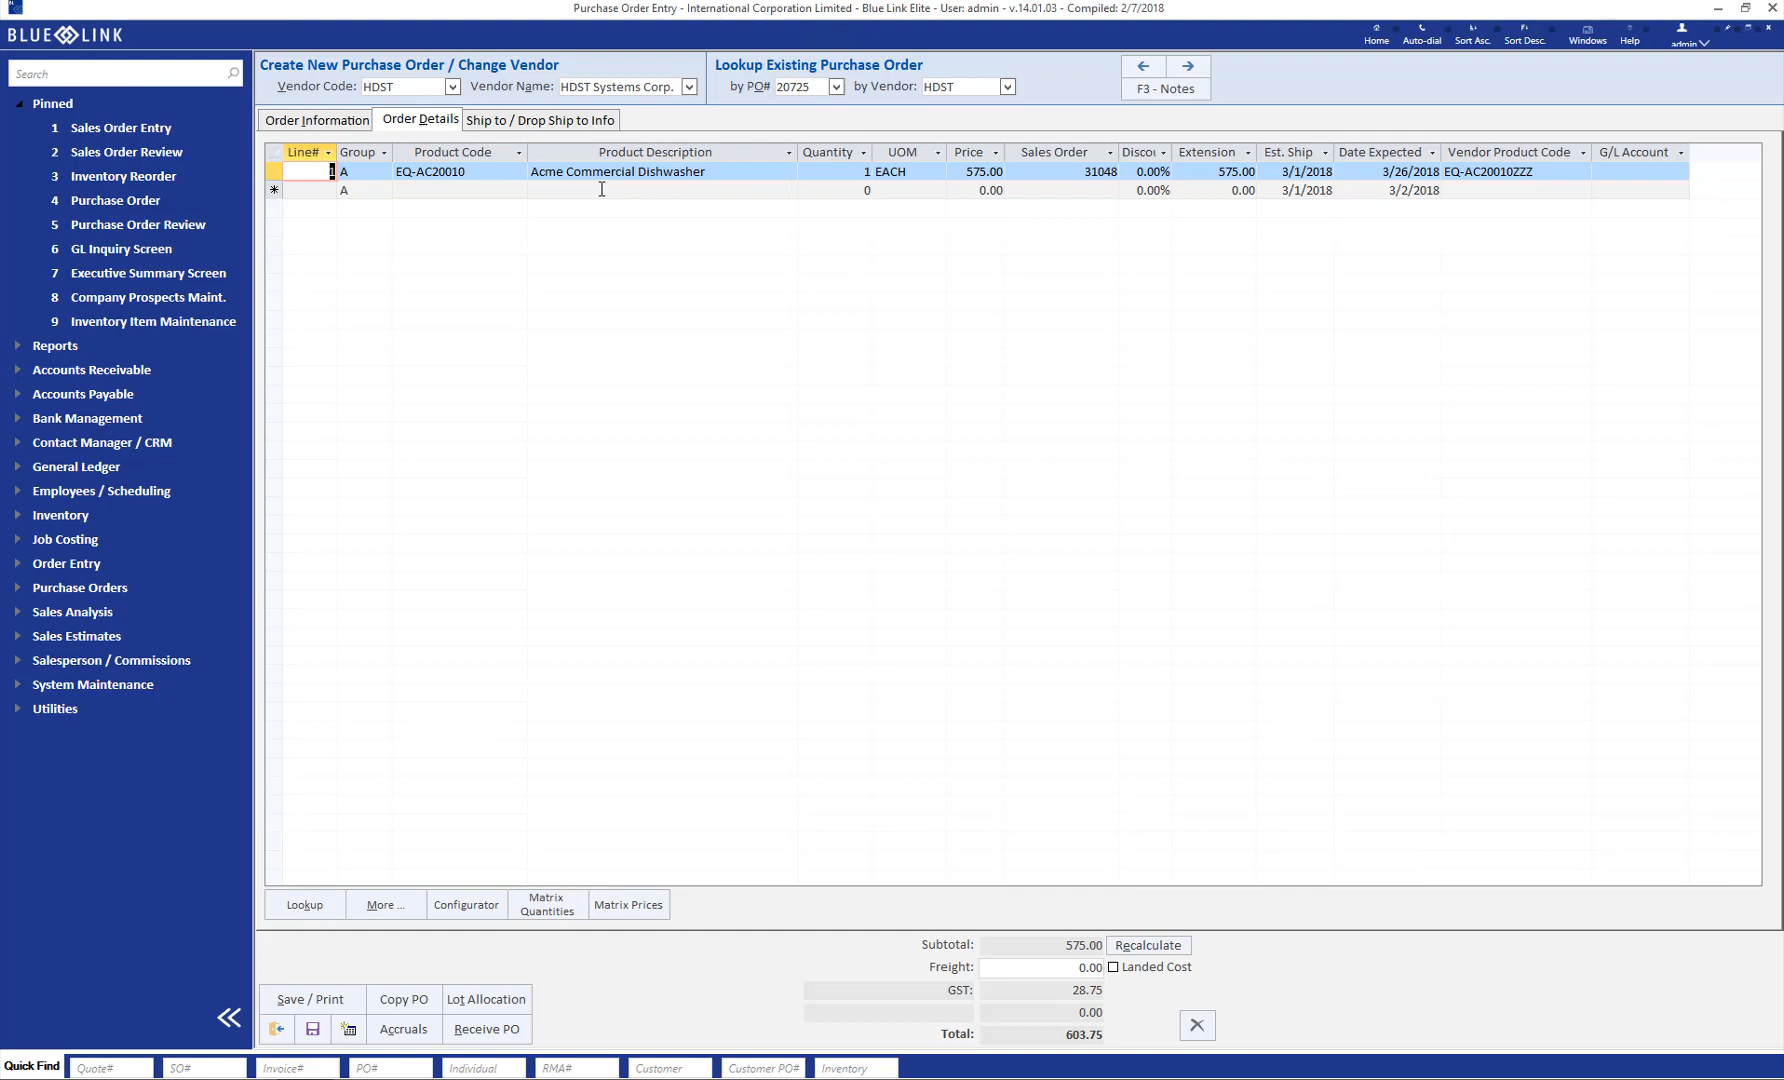 Purchase Order Entry - International Corporation Limited - Blue Link Elite - User: admin - v.14.01.03 - Compiled: 2/7/2018
BLUE LINK
Home Auto-dial Sort Asc. Sort Desc. Windows Help admin
Search
Pinned
1 Sales Order Entry
2 Sales Order Review
3 Inventory Reorder
4 Purchase Order
5 Purchase Order Review
6 GL Inquiry Screen
7 Executive Summary Screen
8 Company Prospects Maint.
9 Inventory Item Maintenance
Reports
Accounts Receivable
Accounts Payable
Bank Management
Contact Manager / CRM
General Ledger
Employees / Scheduling
Inventory
Job Costing
Order Entry
Purchase Orders
Sales Analysis
Sales Estimates
Salesperson / Commissions
System Maintenance
Utilities
Create New Purchase Order / Change Vendor
Vendor Code: HDST Vendor Name: HDST Systems Corp.
Lookup Existing Purchase Order
by PO# 20725 by Vendor: HDST
F3 - Notes
Order Information Order Details Ship to / Drop Ship to Info
Line# Group Product Code Product Description Quantity UOM Price Sales Order Discou Extension Est. Ship Date Expected Vendor Product Code G/L Account
1 A EQ-AC20010 Acme Commercial Dishwasher 1 EACH 575.00 31048 0.00% 575.00 3/1/2018 3/26/2018 EQ-AC20010ZZZ
* A 0 0.00 0.00% 0.00 3/1/2018 3/2/2018
Lookup More ... Configurator Matrix Quantities Matrix Prices
Subtotal: 575.00 Recalculate
Freight: 0.00 Landed Cost
GST: 28.75
0.00
Total: 603.75
Save / Print Copy PO Lot Allocation
Accruals Receive PO
Quick Find Quote# SO# Invoice# PO# Individual RMA# Customer Customer PO# Inventory